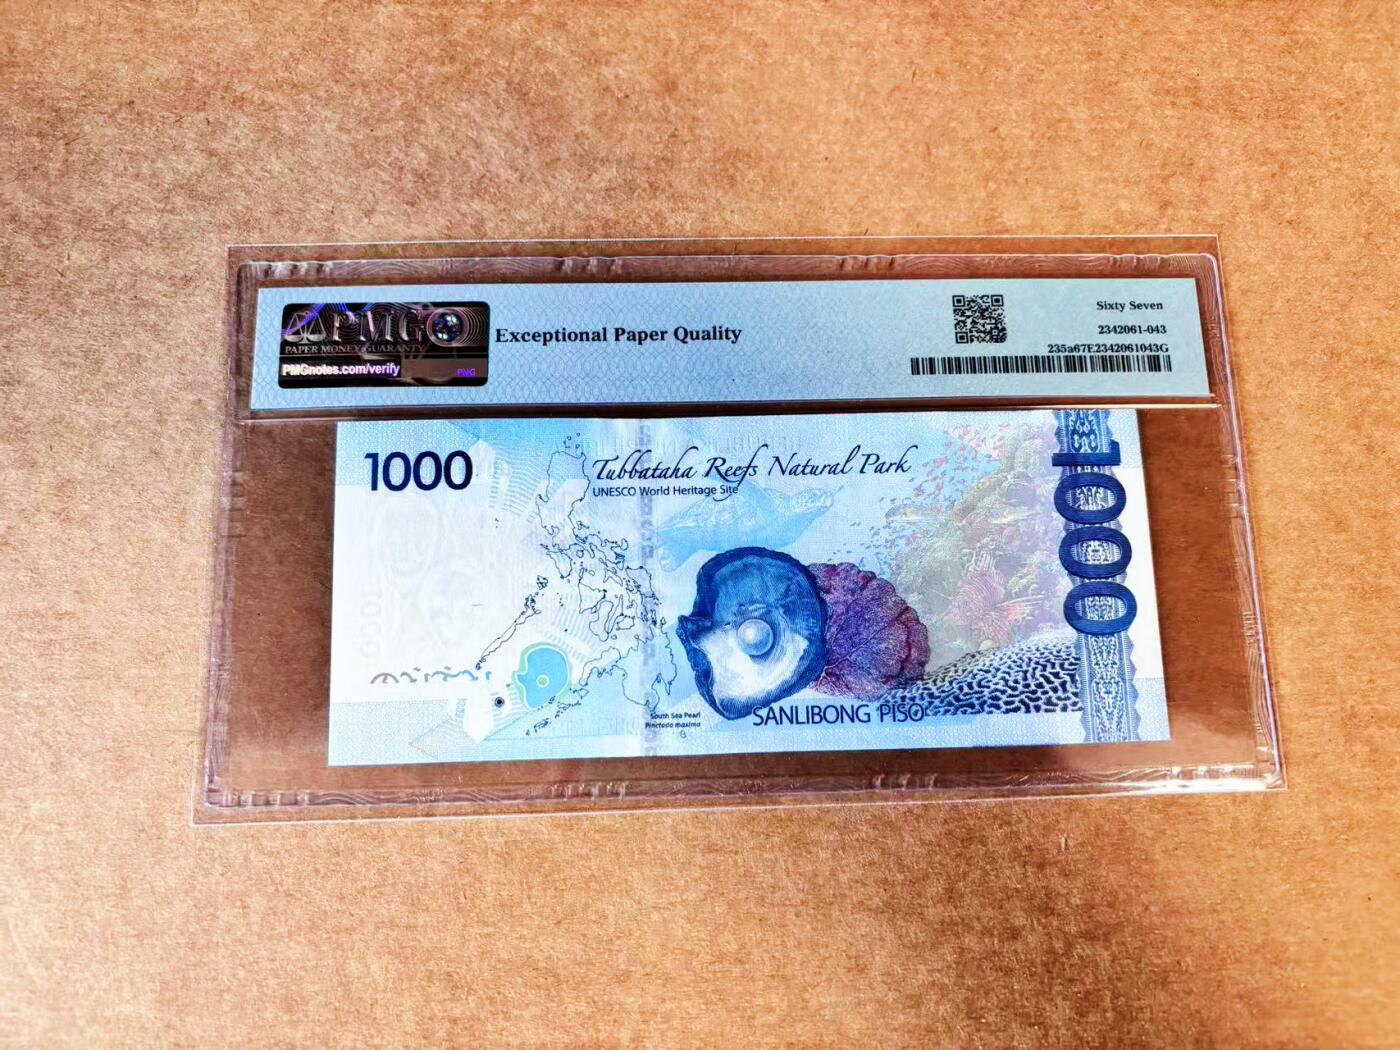 PMG
PAPER MONEY GUARANTY
PMGnotes.com/verify
PNG
Exceptional Paper Quality
Sixty Seven
2342061-043
235a67E2342061043G
1000
Tubbataha Reefs Natural Park
UNESCO World Heritage Site
1000
South Sea Pearl
Pinctada maxima
SANLIBONG PISO